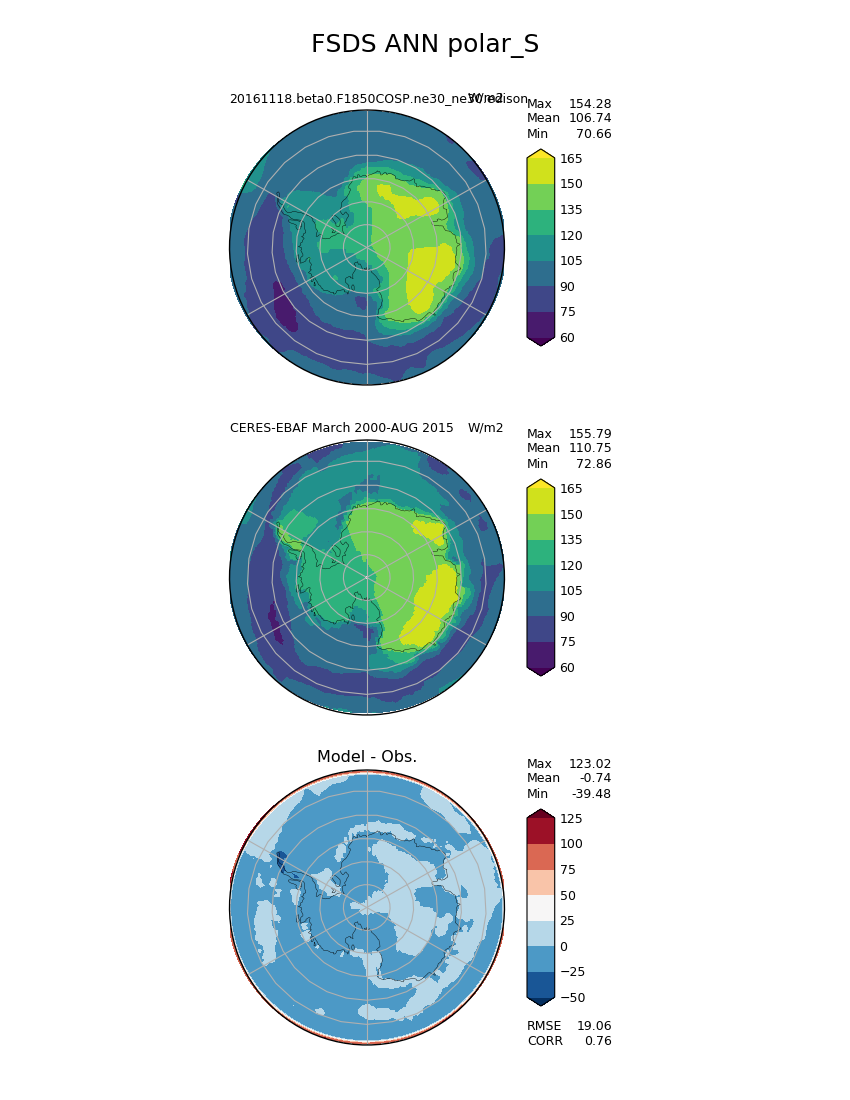 FSDS ANN polar_S
20161118.beta0.F1850COSP.ne30_ne30.edison
W/m2
Max 154.28
Mean 106.74
Min 70.66
165
150
135
120
105
90
75
60
CERES-EBAF March 2000-AUG 2015 W/m2
Max 155.79
Mean 110.75
Min 72.86
165
150
135
120
105
90
75
60
Model - Obs.
Max 123.02
Mean -0.74
Min -39.48
125
100
75
50
25
0
−25
−50
RMSE 19.06
CORR 0.76